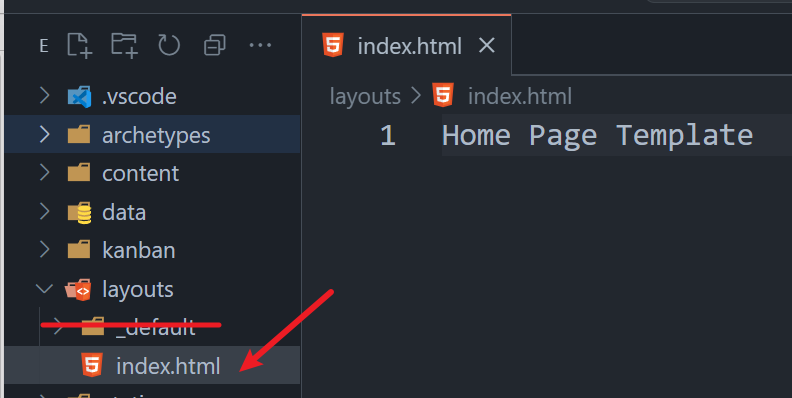 E
index.html
.vscode
archetypes
content
data
kanban
layouts
_default
index.html
layouts > index.html
1 Home Page Template